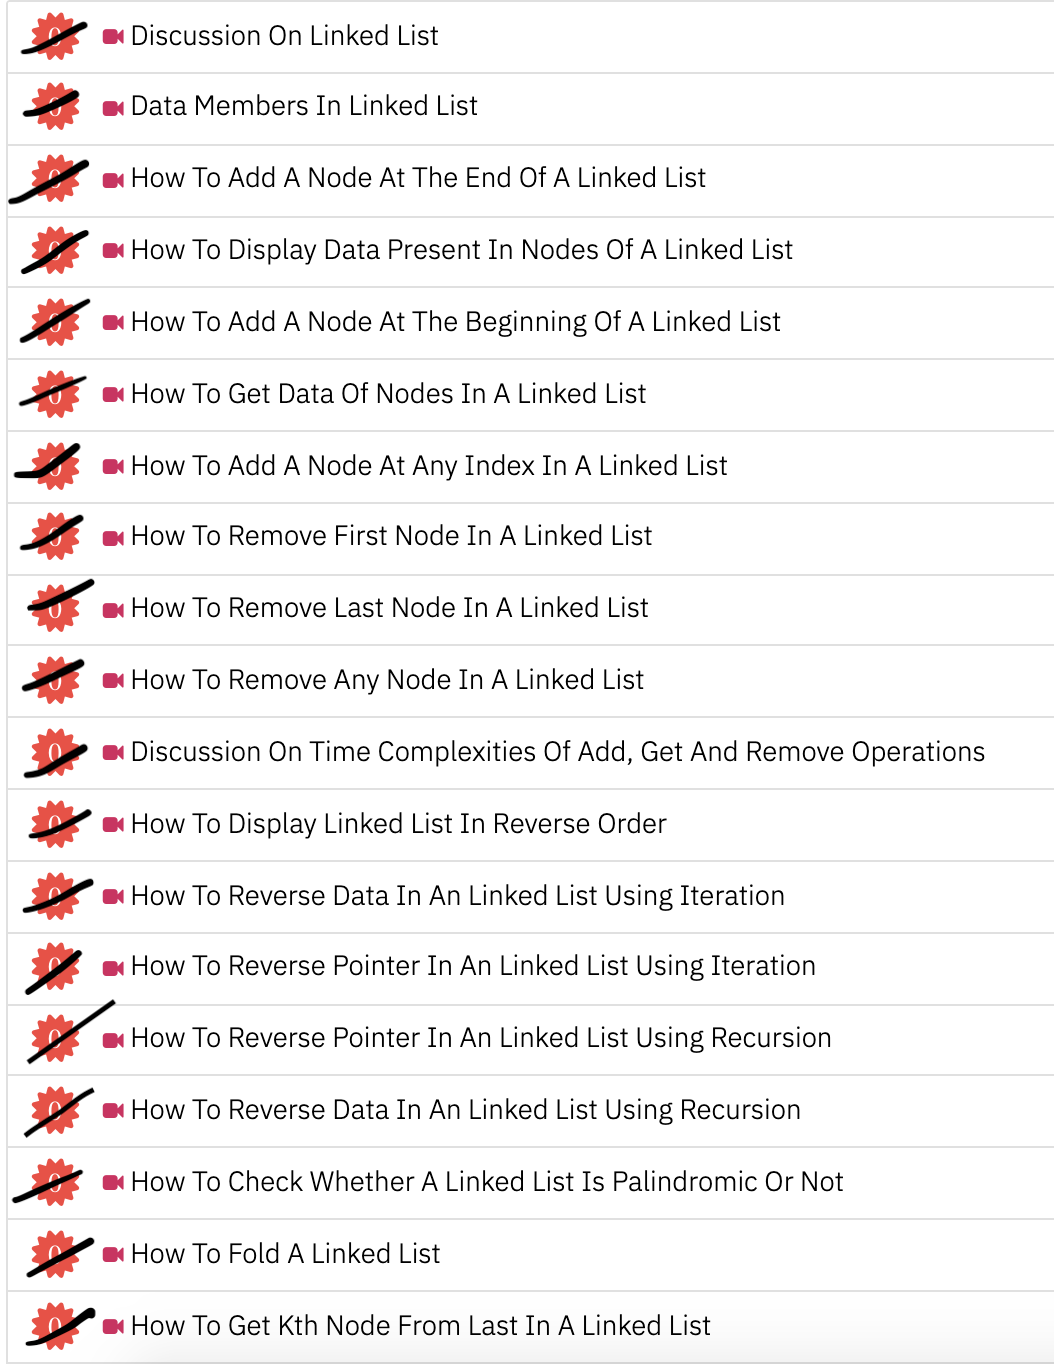 0 Discussion On Linked List
0 Data Members In Linked List
0 How To Add A Node At The End Of A Linked List
0 How To Display Data Present In Nodes Of A Linked List
0 How To Add A Node At The Beginning Of A Linked List
0 How To Get Data Of Nodes In A Linked List
0 How To Add A Node At Any Index In A Linked List
0 How To Remove First Node In A Linked List
0 How To Remove Last Node In A Linked List
0 How To Remove Any Node In A Linked List
0 Discussion On Time Complexities Of Add, Get And Remove Operations
0 How To Display Linked List In Reverse Order
0 How To Reverse Data In An Linked List Using Iteration
0 How To Reverse Pointer In An Linked List Using Iteration
0 How To Reverse Pointer In An Linked List Using Recursion
0 How To Reverse Data In An Linked List Using Recursion
0 How To Check Whether A Linked List Is Palindromic Or Not
0 How To Fold A Linked List
0 How To Get Kth Node From Last In A Linked List